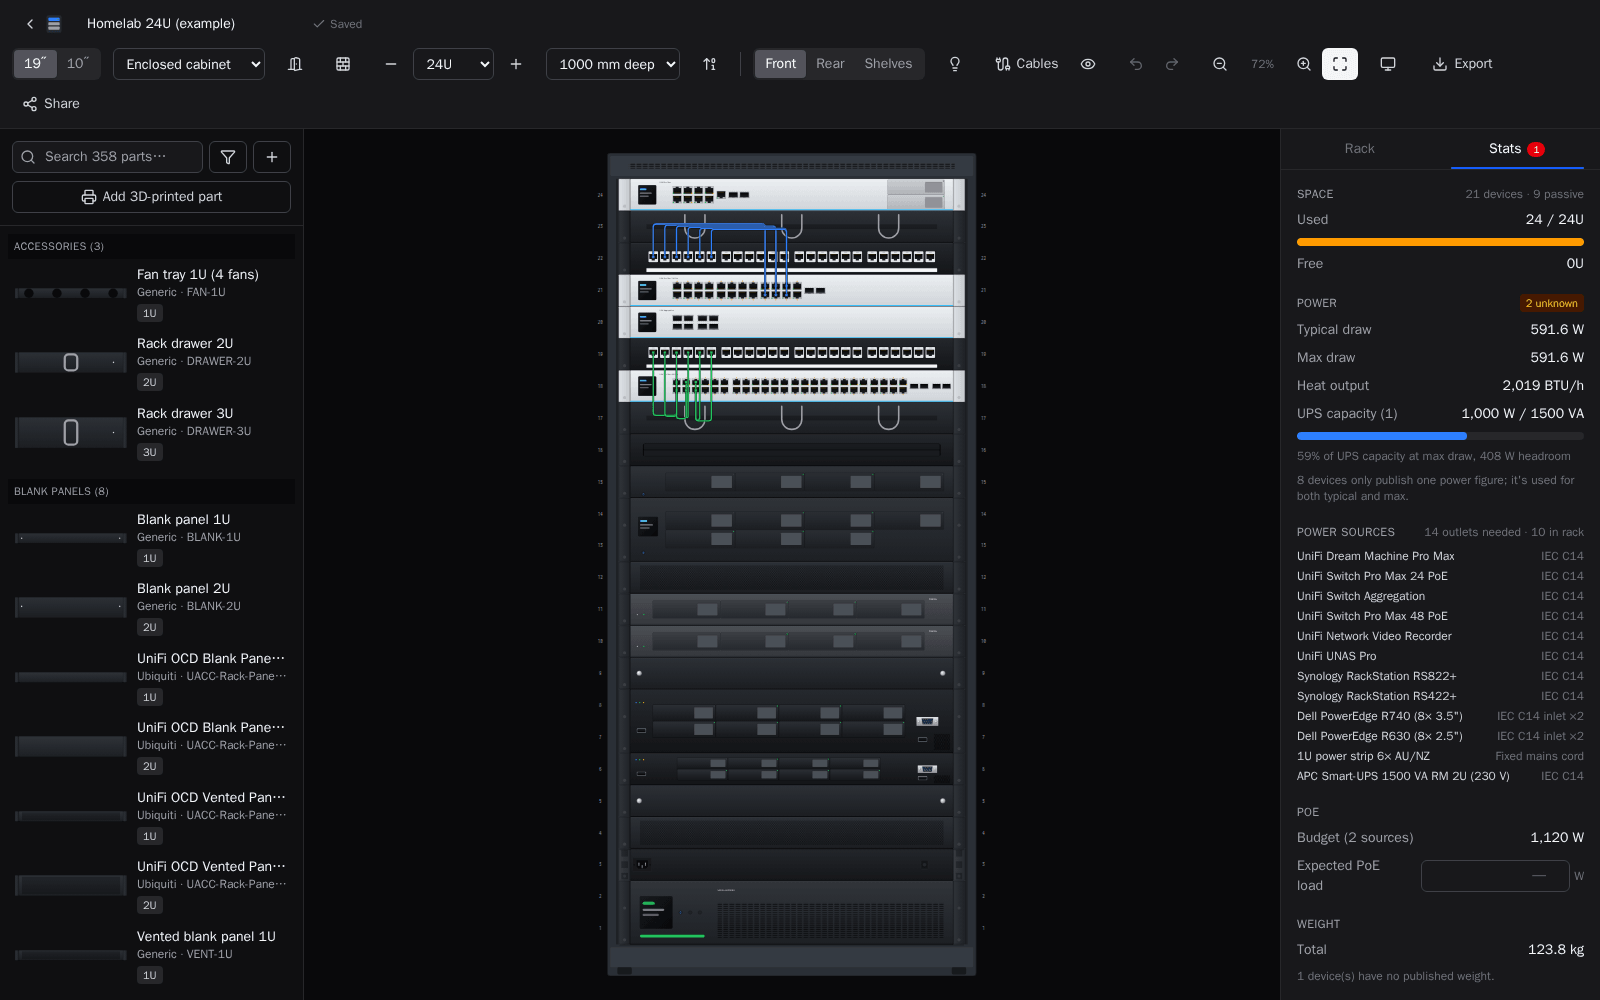 Homelab 24U (example)
Saved
19″ 10″
Enclosed cabinet
24U
1000 mm deep
Front Rear Shelves
Cables
72%
Export
Share
Search 358 parts…
Add 3D-printed part
ACCESSORIES (3)
Fan tray 1U (4 fans)
Generic · FAN-1U
1U
Rack drawer 2U
Generic · DRAWER-2U
2U
Rack drawer 3U
Generic · DRAWER-3U
3U
BLANK PANELS (8)
Blank panel 1U
Generic · BLANK-1U
1U
Blank panel 2U
Generic · BLANK-2U
2U
UniFi OCD Blank Pane…
Ubiquiti · UACC-Rack-Pane…
1U
UniFi OCD Blank Pane…
Ubiquiti · UACC-Rack-Pane…
2U
UniFi OCD Vented Pan…
Ubiquiti · UACC-Rack-Pane…
1U
UniFi OCD Vented Pan…
Ubiquiti · UACC-Rack-Pane…
2U
Vented blank panel 1U
Generic · VENT-1U
1U
Rack
Stats 1
SPACE 21 devices · 9 passive
Used 24 / 24U
Free 0U
POWER 2 unknown
Typical draw 591.6 W
Max draw 591.6 W
Heat output 2,019 BTU/h
UPS capacity (1) 1,000 W / 1500 VA
59% of UPS capacity at max draw, 408 W headroom
8 devices only publish one power figure; it's used for
both typical and max.
POWER SOURCES 14 outlets needed · 10 in rack
UniFi Dream Machine Pro Max IEC C14
UniFi Switch Pro Max 24 PoE IEC C14
UniFi Switch Aggregation IEC C14
UniFi Switch Pro Max 48 PoE IEC C14
UniFi Network Video Recorder IEC C14
UniFi UNAS Pro IEC C14
Synology RackStation RS822+ IEC C14
Synology RackStation RS422+ IEC C14
Dell PowerEdge R740 (8× 3.5") IEC C14 inlet ×2
Dell PowerEdge R630 (8× 2.5") IEC C14 inlet ×2
1U power strip 6× AU/NZ Fixed mains cord
APC Smart-UPS 1500 VA RM 2U (230 V) IEC C14
POE
Budget (2 sources) 1,120 W
Expected PoE
load — W
WEIGHT
Total 123.8 kg
1 device(s) have no published weight.